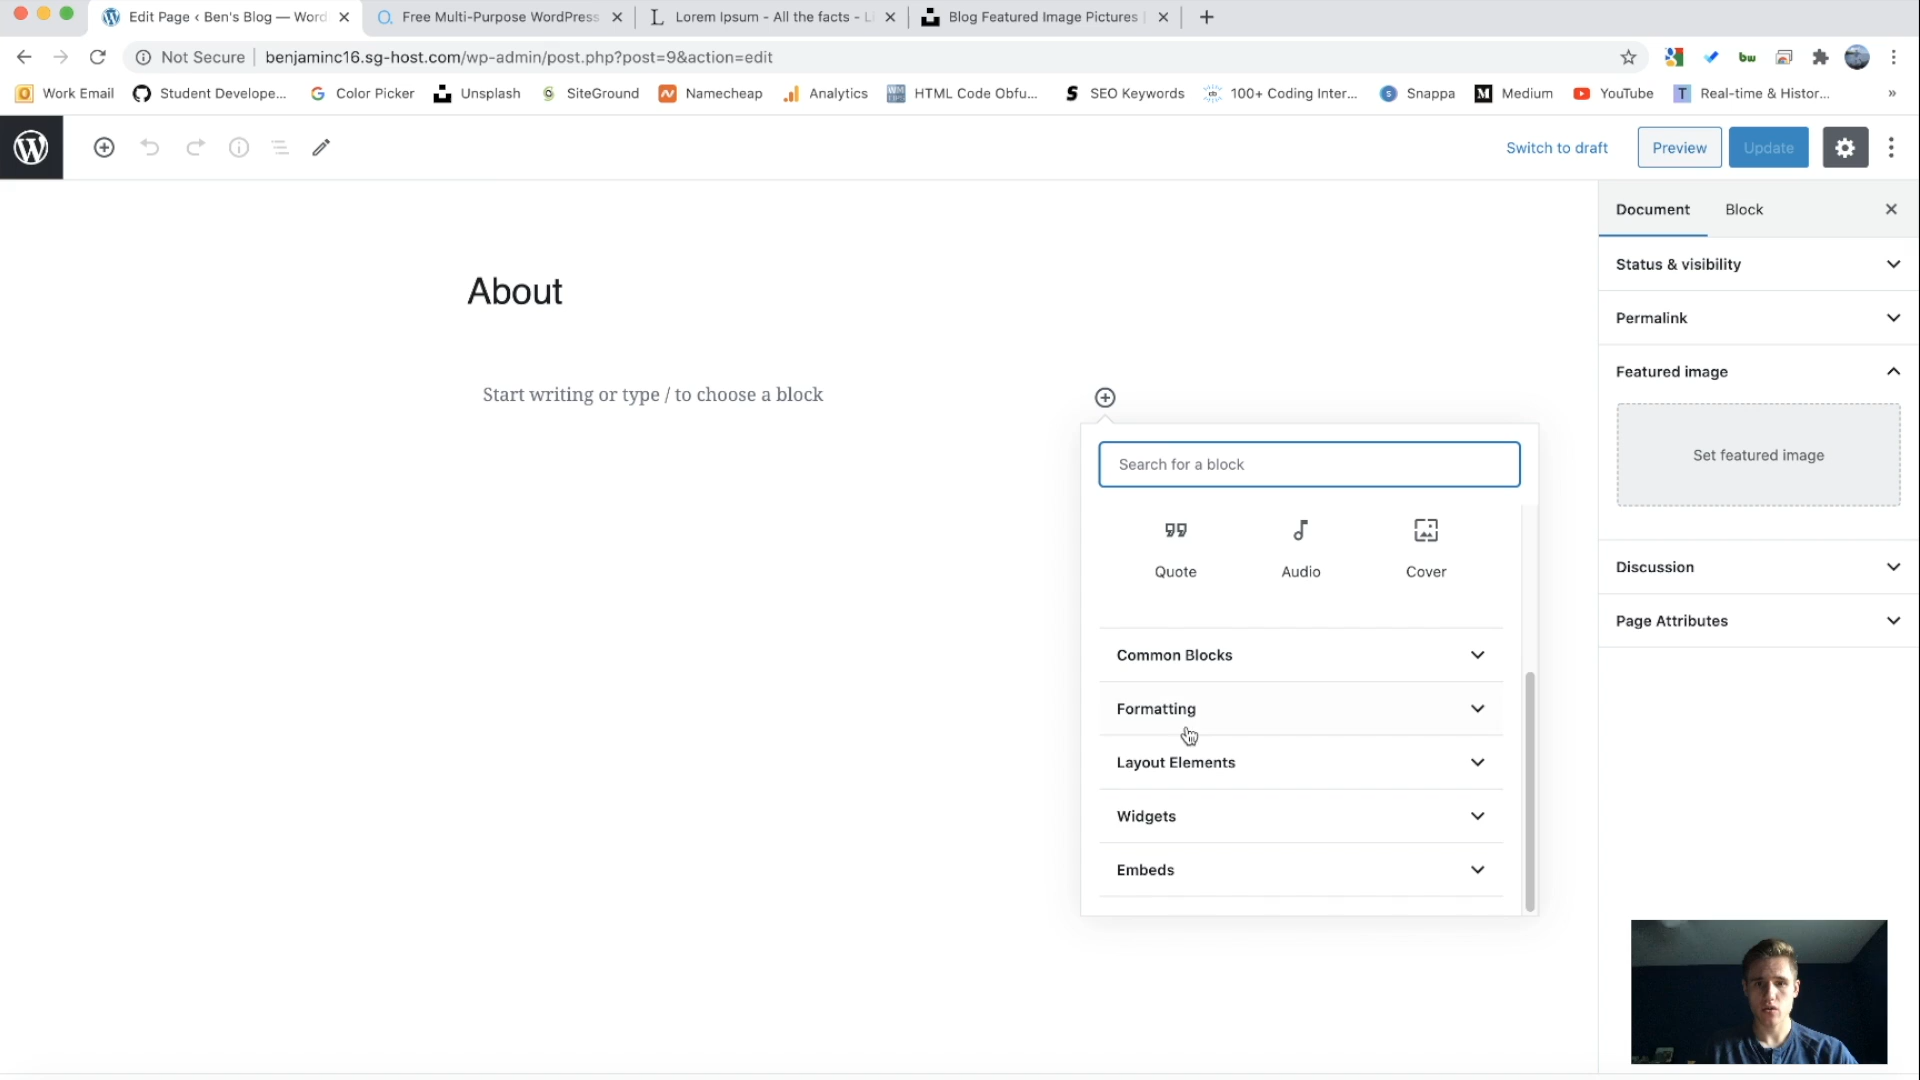 Edit Page ‹ Ben's Blog — Word
Free Multi-Purpose WordPress
Lorem Ipsum - All the facts - Li
Blog Featured Image Pictures
Not Secure
benjaminc16.sg-host.com/wp-admin/post.php?post=9&action=edit
Work Email
Student Develope...
Color Picker
Unsplash
SiteGround
Namecheap
Analytics
HTML Code Obfu...
SEO Keywords
100+ Coding Inter...
Snappa
Medium
YouTube
Real-time & Histor...
»
Switch to draft
Preview
Update
Document
Block
Status & visibility
About
Permalink
Featured image
Start writing or type / to choose a block
Set featured image
Search for a block
Quote
Audio
Cover
Discussion
Page Attributes
Common Blocks
Formatting
Layout Elements
Widgets
Embeds